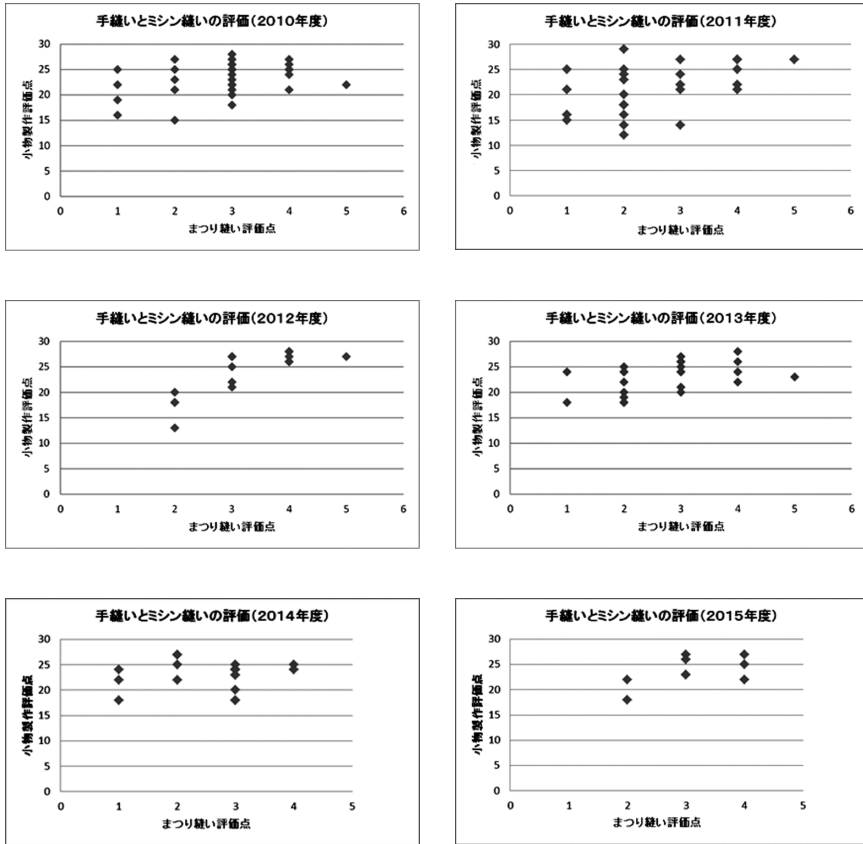 手縫いとミシン縫いの評価(2010年度)
小物製作評価点
30
25
20
15
10
5
0
0 1 2 3 4 5 6
まつり縫い評価点
手縫いとミシン縫いの評価(2011年度)
小物製作評価点
30
25
20
15
10
5
0
0 1 2 3 4 5 6
まつり縫い評価点
手縫いとミシン縫いの評価(2012年度)
小物製作評価点
30
25
20
15
10
5
0
0 1 2 3 4 5 6
まつり縫い評価点
手縫いとミシン縫いの評価(2013年度)
小物製作評価点
30
25
20
15
10
5
0
0 1 2 3 4 5 6
まつり縫い評価点
手縫いとミシン縫いの評価(2014年度)
小物製作評価点
30
25
20
15
10
5
0
0 1 2 3 4 5
まつり縫い評価点
手縫いとミシン縫いの評価(2015年度)
小物製作評価点
30
25
20
15
10
5
0
0 1 2 3 4 5
まつり縫い評価点